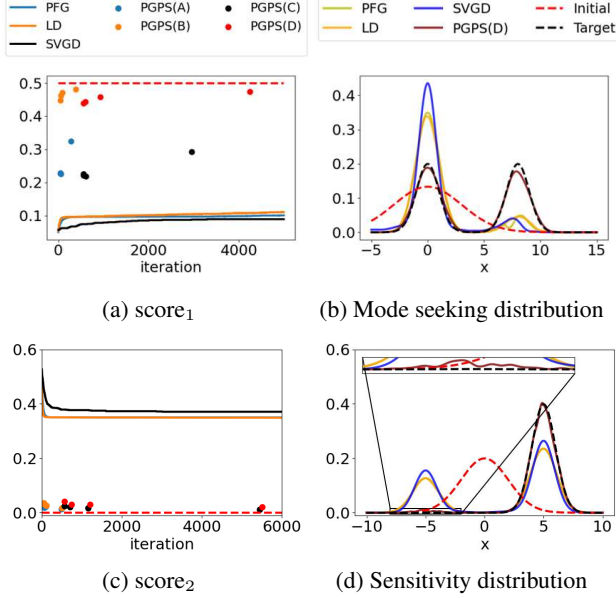 PFG PGPS(A) PGPS(C)
LD PGPS(B) PGPS(D)
SVGD
PFG SVGD Initial
LD PGPS(D) Target
0.5
0.4
0.3
0.2
0.1
0 2000 4000
iteration
(a) score₁
0.4
0.3
0.2
0.1
0.0
-5 0 5 10 15
x
(b) Mode seeking distribution
0.6
0.4
0.2
0.0
0 2000 4000 6000
iteration
(c) score₂
0.6
0.4
0.2
0.0
-10 -5 0 5 10
x
(d) Sensitivity distribution